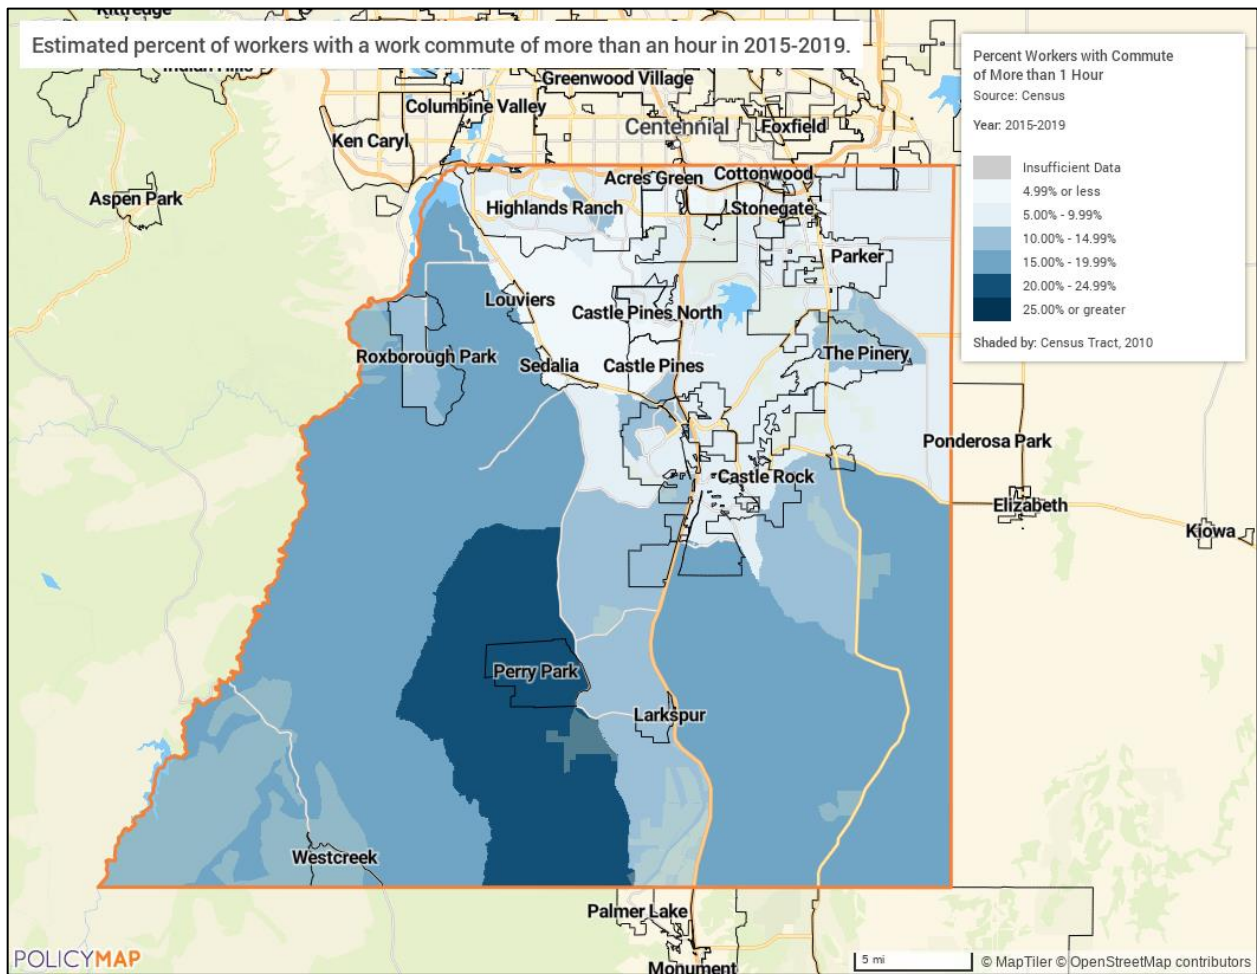 Kittredge
Estimated percent of workers with a work commute of more than an hour in 2015-2019.
Indian Hills
Percent Workers with Commute
of More than 1 Hour
Source: Census
Year: 2015-2019
Insufficient Data
4.99% or less
5.00% - 9.99%
10.00% - 14.99%
15.00% - 19.99%
20.00% - 24.99%
25.00% or greater
Shaded by: Census Tract, 2010
Greenwood Village
Columbine Valley
Centennial
Foxfield
Ken Caryl
Acres Green
Cottonwood
Aspen Park
Highlands Ranch
Stonegate
Parker
Louviers
Castle Pines North
Roxborough Park
Sedalia
Castle Pines
The Pinery
Ponderosa Park
Castle Rock
Elizabeth
Kiowa
Perry Park
Larkspur
Westcreek
Palmer Lake
Monument
POLICYMAP
5 mi
© MapTiler © OpenStreetMap contributors